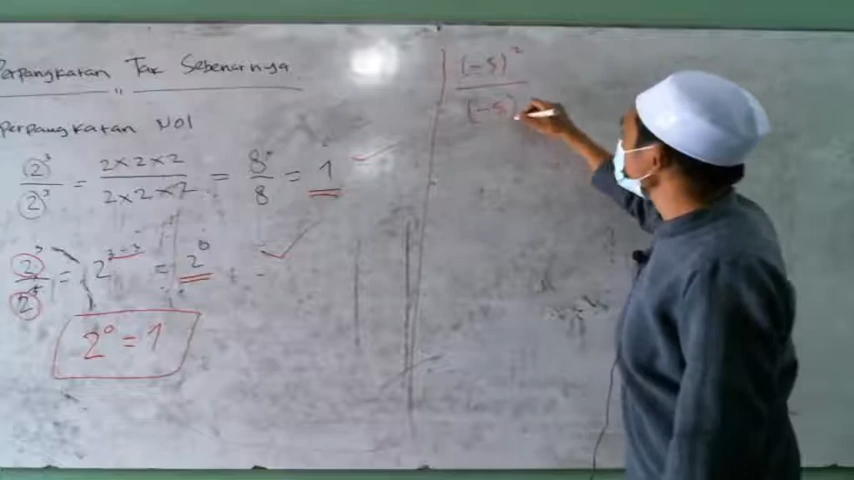 Perpangkatan Tak Sebenarnya
Perpangkatan Nol
2³/2³ = 2×2×2/2×2×2 = 8/8 = 1
2³/2³ = 2³⁻³ = 2⁰
2⁰ = 1
(-5)²/(-5)